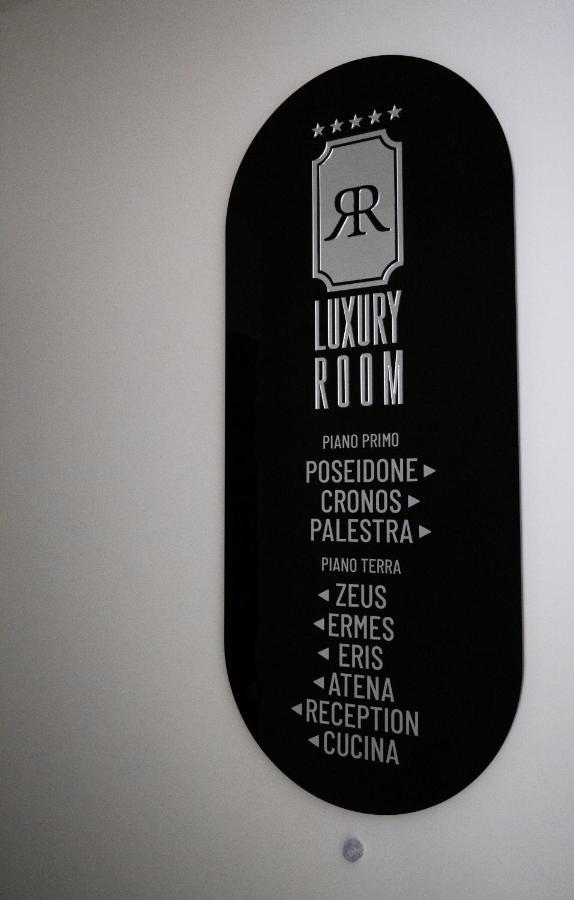 RR
LUXURY
ROOM
PIANO PRIMO
POSEIDONE
CRONOS
PALESTRA
PIANO TERRA
ZEUS
ERMES
ERIS
ATENA
RECEPTION
CUCINA